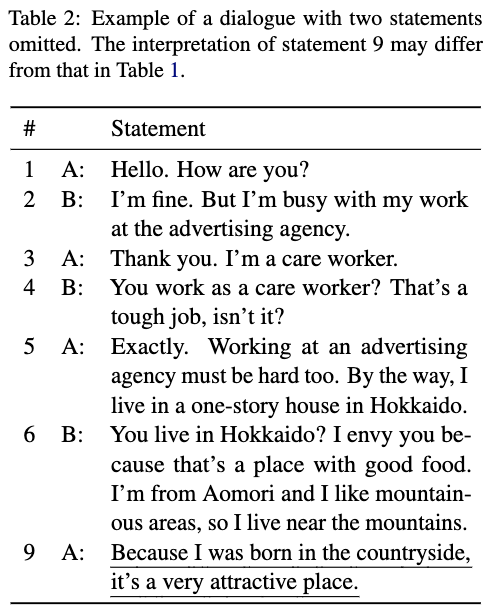 Table 2: Example of a dialogue with two statements
omitted. The interpretation of statement 9 may differ
from that in Table 1.
# Statement
1 A: Hello. How are you?
2 B: I'm fine. But I'm busy with my work
at the advertising agency.
3 A: Thank you. I'm a care worker.
4 B: You work as a care worker? That's a
tough job, isn't it?
5 A: Exactly. Working at an advertising
agency must be hard too. By the way, I
live in a one-story house in Hokkaido.
6 B: You live in Hokkaido? I envy you be-
cause that's a place with good food.
I'm from Aomori and I like mountain-
ous areas, so I live near the mountains.
9 A: Because I was born in the countryside,
it's a very attractive place.